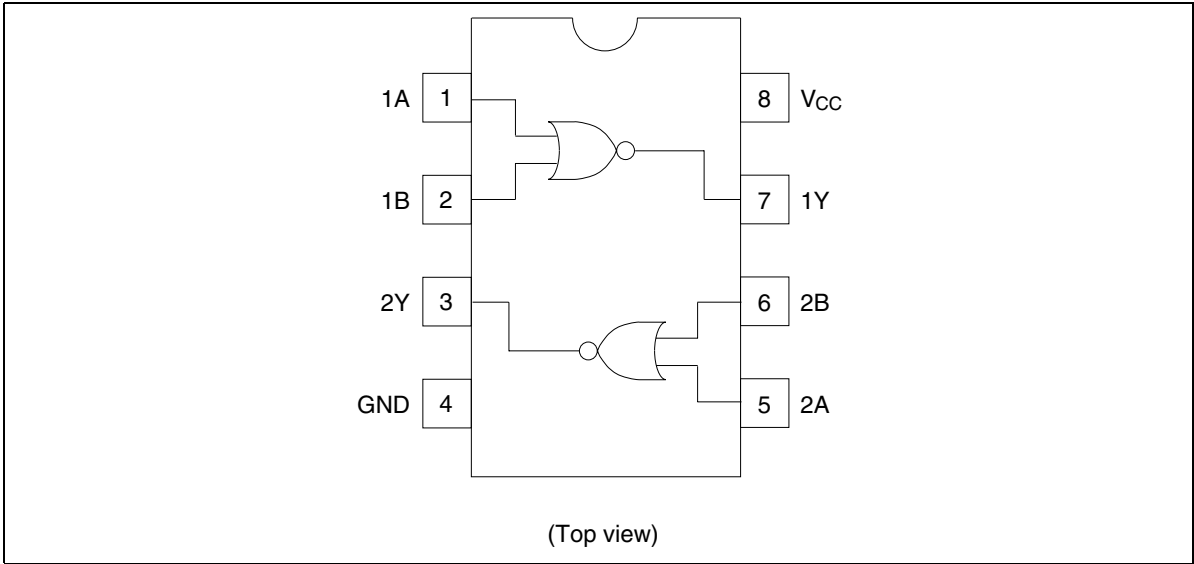 1A 1 8 VCC
1B 2 7 1Y
2Y 3 6 2B
GND 4 5 2A
(Top view)